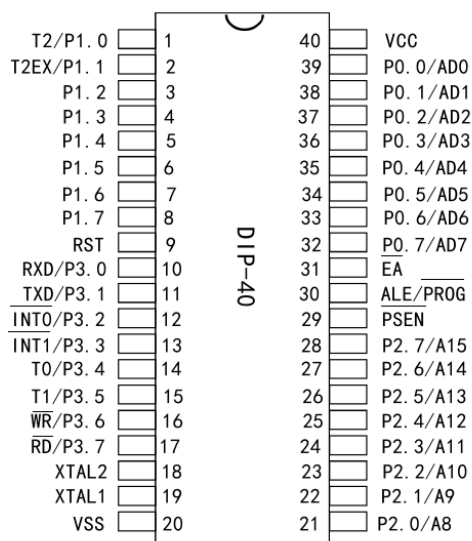 T2/P1.0 1 40 VCC
T2EX/P1.1 2 39 P0.0/AD0
P1.2 3 38 P0.1/AD1
P1.3 4 37 P0.2/AD2
P1.4 5 36 P0.3/AD3
P1.5 6 35 P0.4/AD4
P1.6 7 34 P0.5/AD5
P1.7 8 33 P0.6/AD6
RST 9 32 P0.7/AD7
RXD/P3.0 10 31 EA
TXD/P3.1 11 30 ALE/PROG
INT0/P3.2 12 29 PSEN
INT1/P3.3 13 28 P2.7/A15
T0/P3.4 14 27 P2.6/A14
T1/P3.5 15 26 P2.5/A13
WR/P3.6 16 25 P2.4/A12
RD/P3.7 17 24 P2.3/A11
XTAL2 18 23 P2.2/A10
XTAL1 19 22 P2.1/A9
VSS 20 21 P2.0/A8
DIP-40